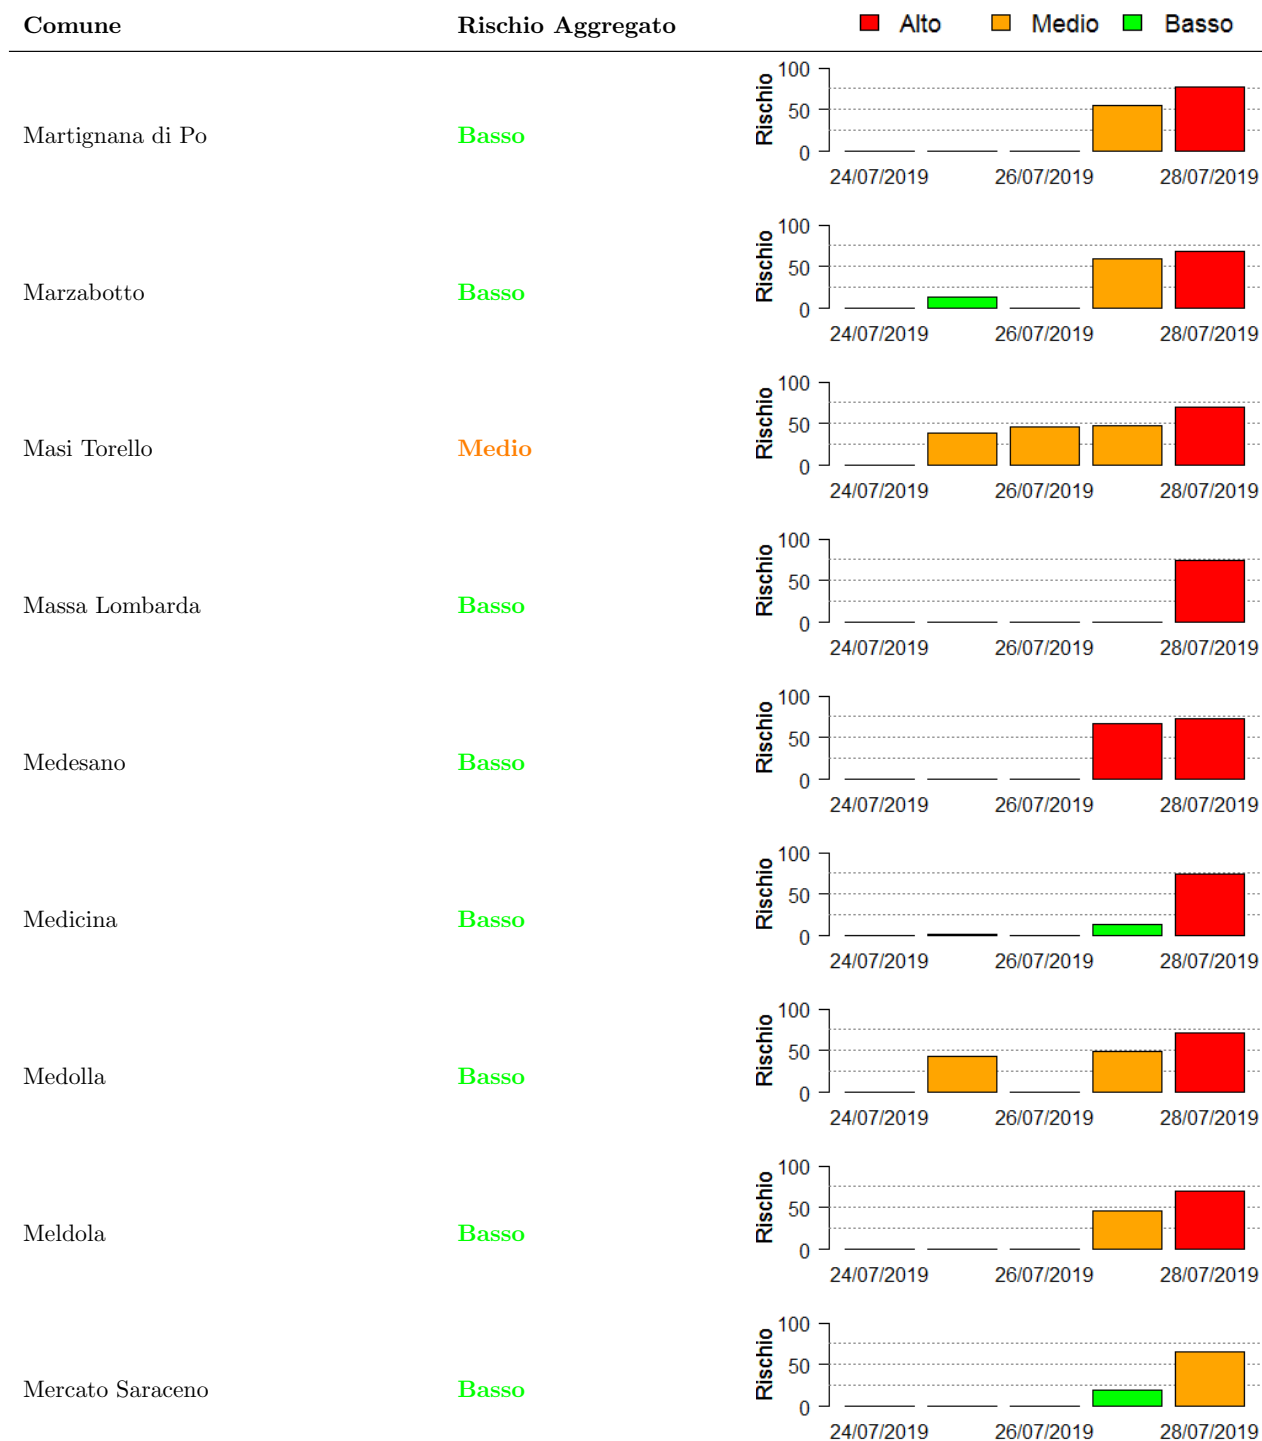 Comune Rischio Aggregato Alto Medio Basso
Martignana di Po Basso
Rischio
100
50
0
24/07/2019 26/07/2019 28/07/2019
Marzabotto Basso
Rischio
100
50
0
24/07/2019 26/07/2019 28/07/2019
Masi Torello Medio
Rischio
100
50
0
24/07/2019 26/07/2019 28/07/2019
Massa Lombarda Basso
Rischio
100
50
0
24/07/2019 26/07/2019 28/07/2019
Medesano Basso
Rischio
100
50
0
24/07/2019 26/07/2019 28/07/2019
Medicina Basso
Rischio
100
50
0
24/07/2019 26/07/2019 28/07/2019
Medolla Basso
Rischio
100
50
0
24/07/2019 26/07/2019 28/07/2019
Meldola Basso
Rischio
100
50
0
24/07/2019 26/07/2019 28/07/2019
Mercato Saraceno Basso
Rischio
100
50
0
24/07/2019 26/07/2019 28/07/2019